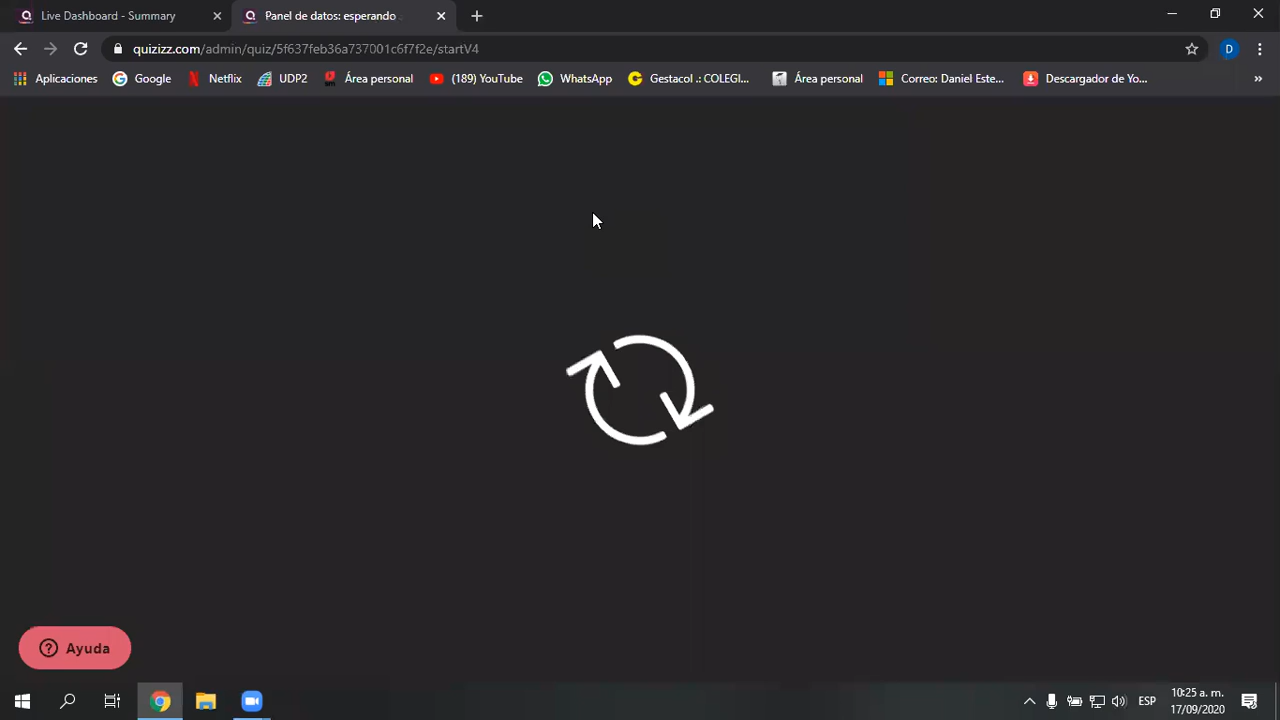 Live Dashboard - Summary
Panel de datos: esperando
quizizz.com/admin/quiz/5f637feb36a737001c6f7f2e/startV4
D
Aplicaciones
Google
Netflix
UDP2
Área personal
(189) YouTube
WhatsApp
Gestacol .: COLEGI...
Área personal
Correo: Daniel Este...
Descargador de Yo...
»
Ayuda
ESP
10:25 a. m.
17/09/2020